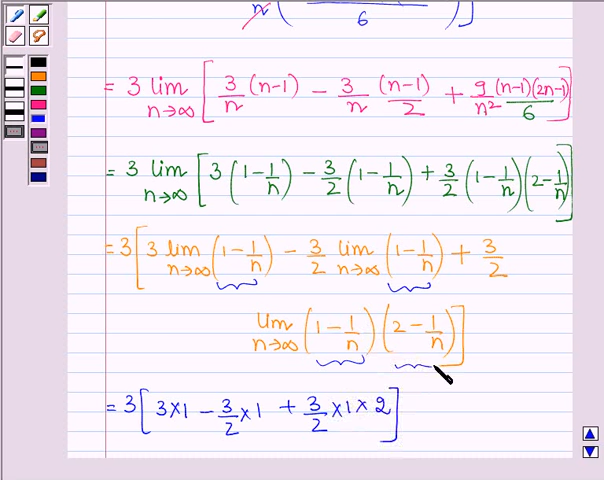 n ( 6 ) ]
= 3 lim n→∞ [ 3/n (n-1) - 3/n (n-1)/2 + 9/n² (n-1)(2n-1)/6 ]
= 3 lim n→∞ [ 3 (1-1/n) - 3/2 (1-1/n) + 3/2 (1-1/n)(2-1/n) ]
= 3 [ 3 lim n→∞ (1-1/n) - 3/2 lim n→∞ (1-1/n) + 3/2
lim n→∞ (1-1/n) (2-1/n) ]
= 3 [ 3×1 - 3/2 ×1 + 3/2 ×1×2 ]